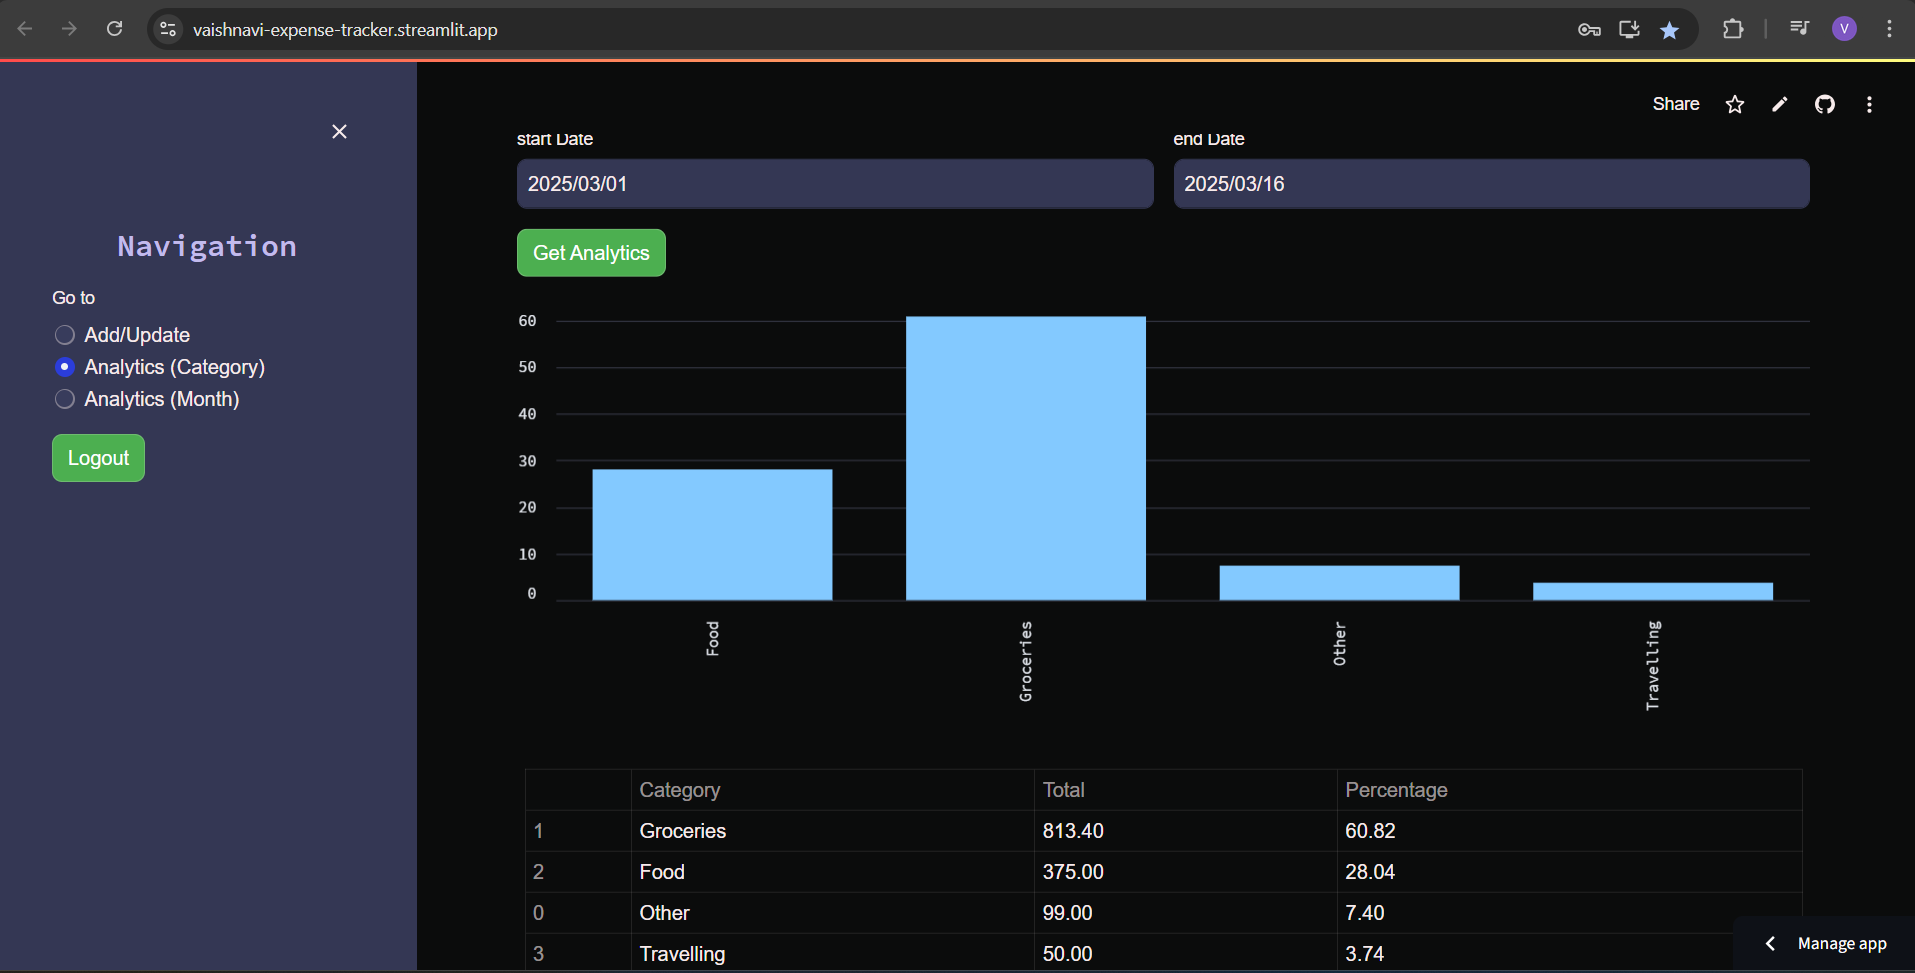 vaishnavi-expense-tracker.streamlit.app
V
Share
Navigation
Go to
Add/Update
Analytics (Category)
Analytics (Month)
Logout
start Date
end Date
2025/03/01
2025/03/16
Get Analytics
60
50
40
30
20
10
0
Food
Groceries
Other
Travelling
Category Total Percentage
1 Groceries 813.40 60.82
2 Food 375.00 28.04
0 Other 99.00 7.40
3 Travelling 50.00 3.74
Manage app